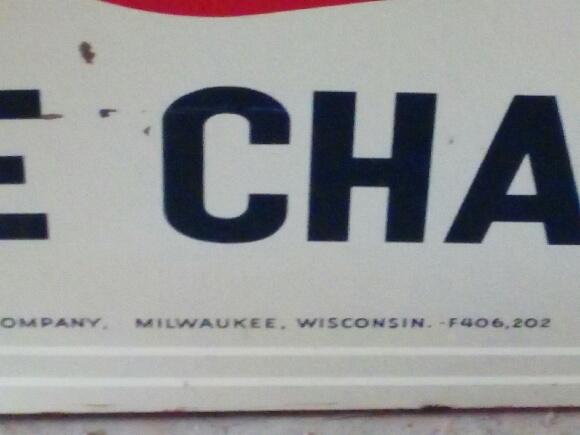 E CHA
OMPANY, MILWAUKEE, WISCONSIN. -F406,202